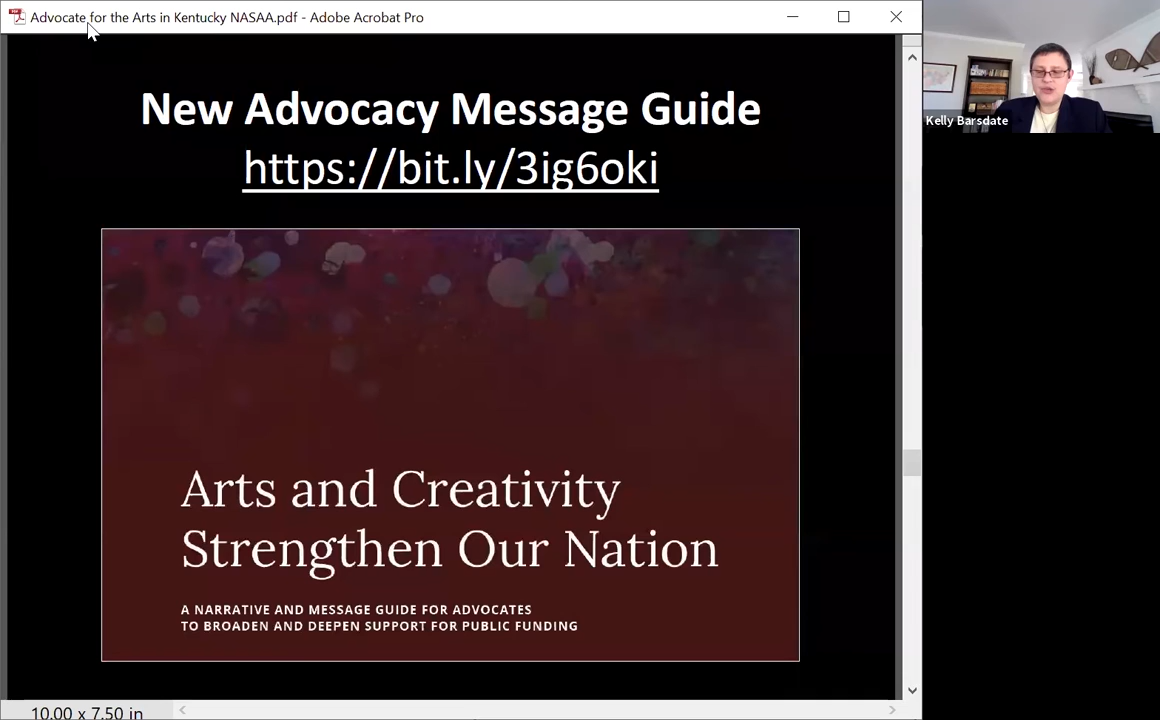 Advocate for the Arts in Kentucky NASAA.pdf - Adobe Acrobat Pro
New Advocacy Message Guide
https://bit.ly/3ig6oki
Kelly Barsdate
Arts and Creativity
Strengthen Our Nation
A NARRATIVE AND MESSAGE GUIDE FOR ADVOCATES
TO BROADEN AND DEEPEN SUPPORT FOR PUBLIC FUNDING
10.00 x 7.50 in